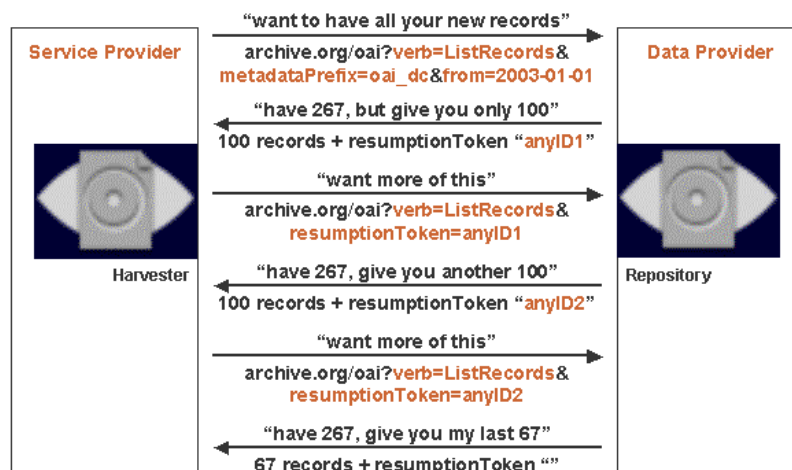 “want to have all your new records”
Service Provider
Data Provider
archive.org/oai?verb=ListRecords&
metadataPrefix=oai_dc&from=2003-01-01
“have 267, but give you only 100”
100 records + resumptionToken “anyID1”
“want more of this”
archive.org/oai?verb=ListRecords&
resumptionToken=anyID1
Harvester
Repository
“have 267, give you another 100”
100 records + resumptionToken “anyID2”
“want more of this”
archive.org/oai?verb=ListRecords&
resumptionToken=anyID2
“have 267, give you my last 67”
67 records + resumptionToken “”